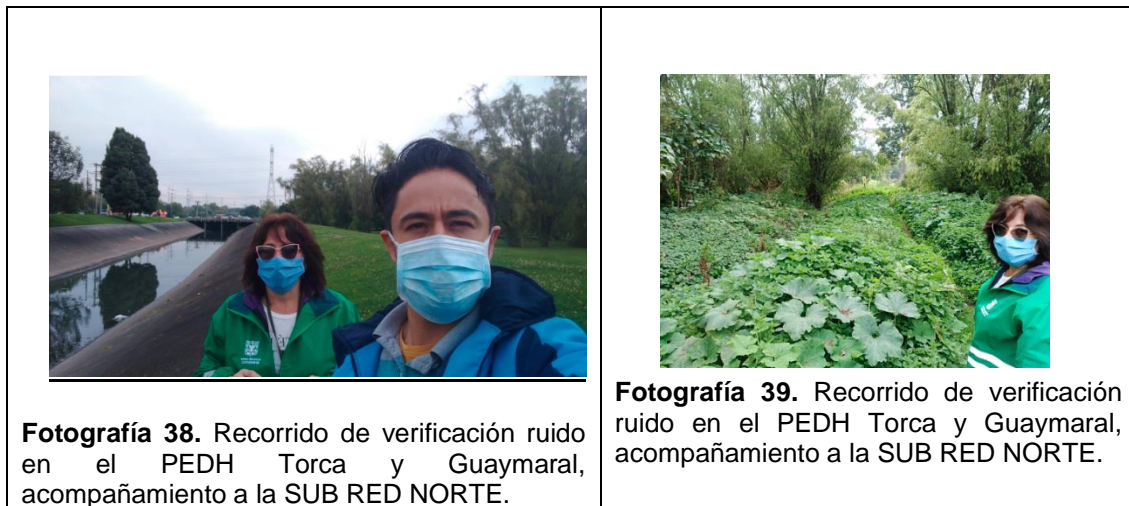 Fotografía 38. Recorrido de verificación ruido
en el PEDH Torca y Guaymaral,
acompañamiento a la SUB RED NORTE.
Fotografía 39. Recorrido de verificación
ruido en el PEDH Torca y Guaymaral,
acompañamiento a la SUB RED NORTE.